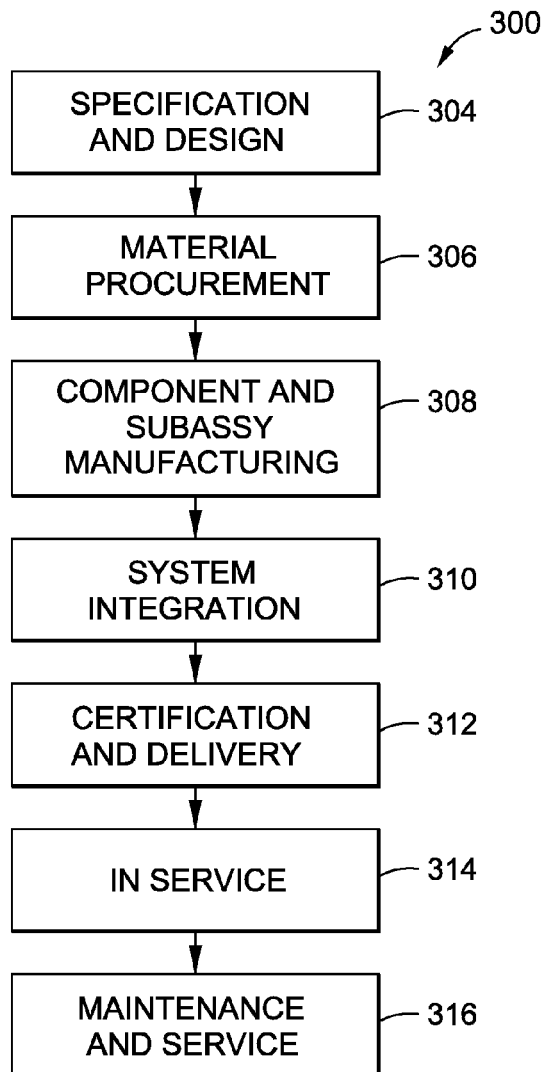 300
SPECIFICATION
AND DESIGN
304
MATERIAL
PROCUREMENT
306
COMPONENT AND
SUBASSY
MANUFACTURING
308
SYSTEM
INTEGRATION
310
CERTIFICATION
AND DELIVERY
312
IN SERVICE
314
MAINTENANCE
AND SERVICE
316